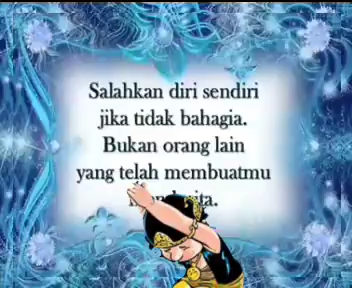 Salahkan diri sendiri
jika tidak bahagia.
Bukan orang lain
yang telah membuatmu